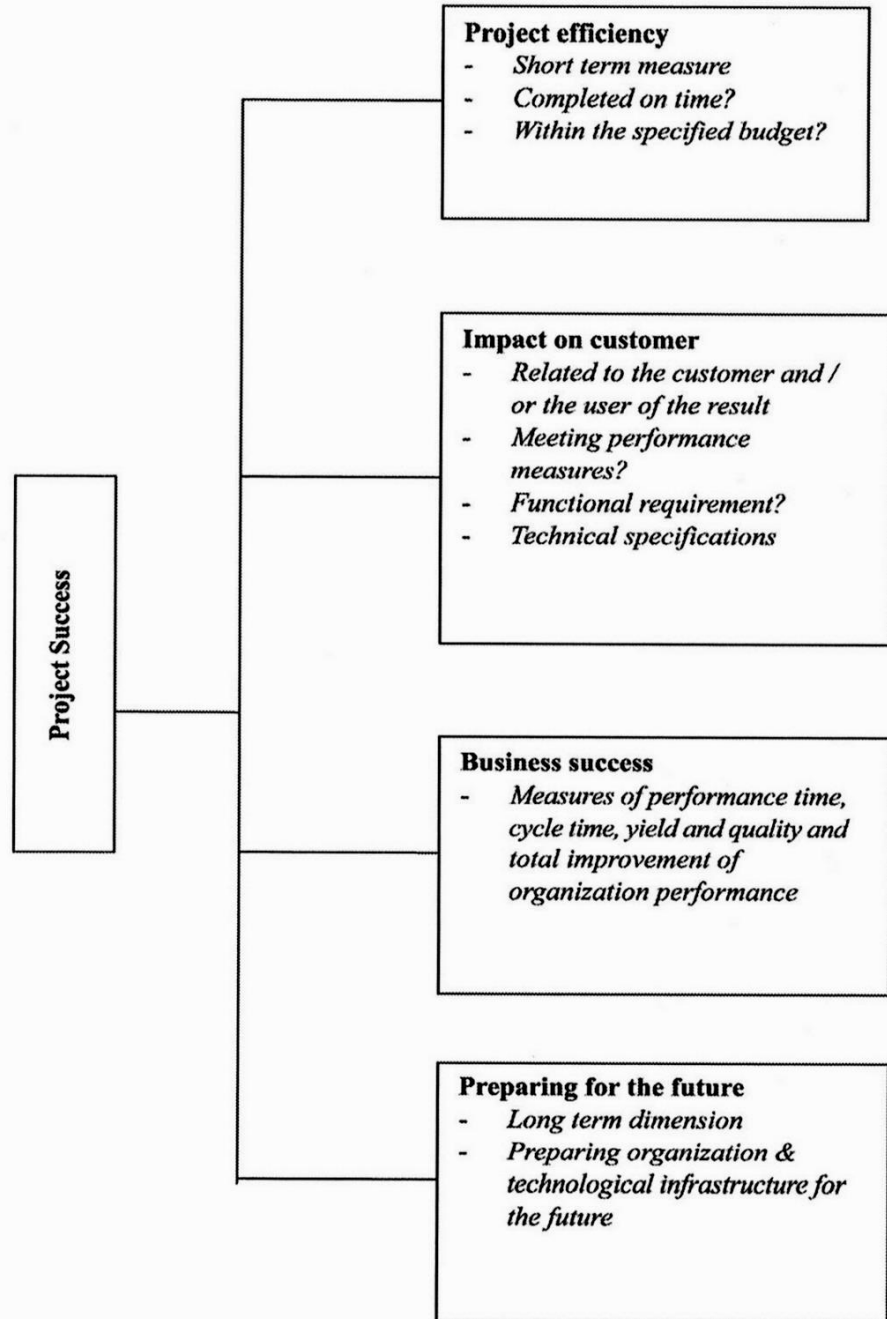 Project efficiency
- Short term measure
- Completed on time?
- Within the specified budget?
Impact on customer
- Related to the customer and /
or the user of the result
- Meeting performance
measures?
- Functional requirement?
- Technical specifications
Project Success
Business success
- Measures of performance time,
cycle time, yield and quality and
total improvement of
organization performance
Preparing for the future
- Long term dimension
- Preparing organization &
technological infrastructure for
the future